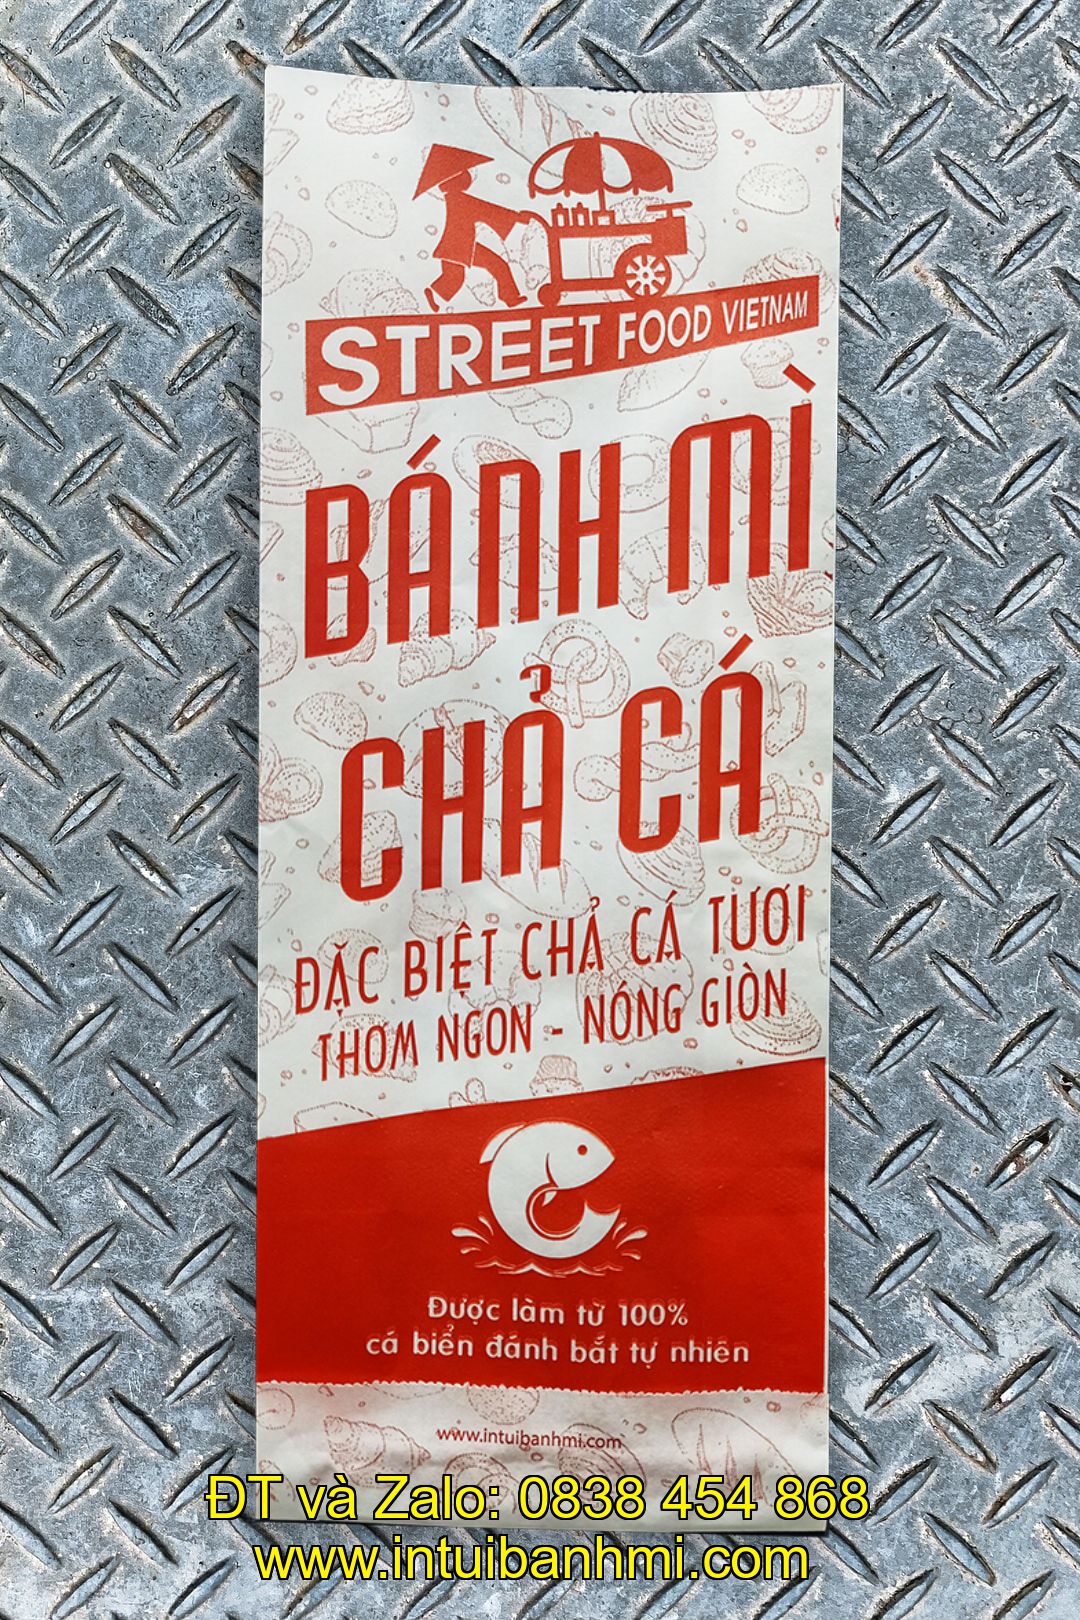 STREET FOOD VIETNAM
BÁNH MÌ
CHẢ CÁ
ĐẶC BIỆT CHẢ CÁ TƯƠI
THƠM NGON - NÓNG GIÒN
Được làm từ 100%
cá biển đánh bắt tự nhiên
www.intuibanhmi.com
ĐT và Zalo: 0838 454 868
www.intuibanhmi.com